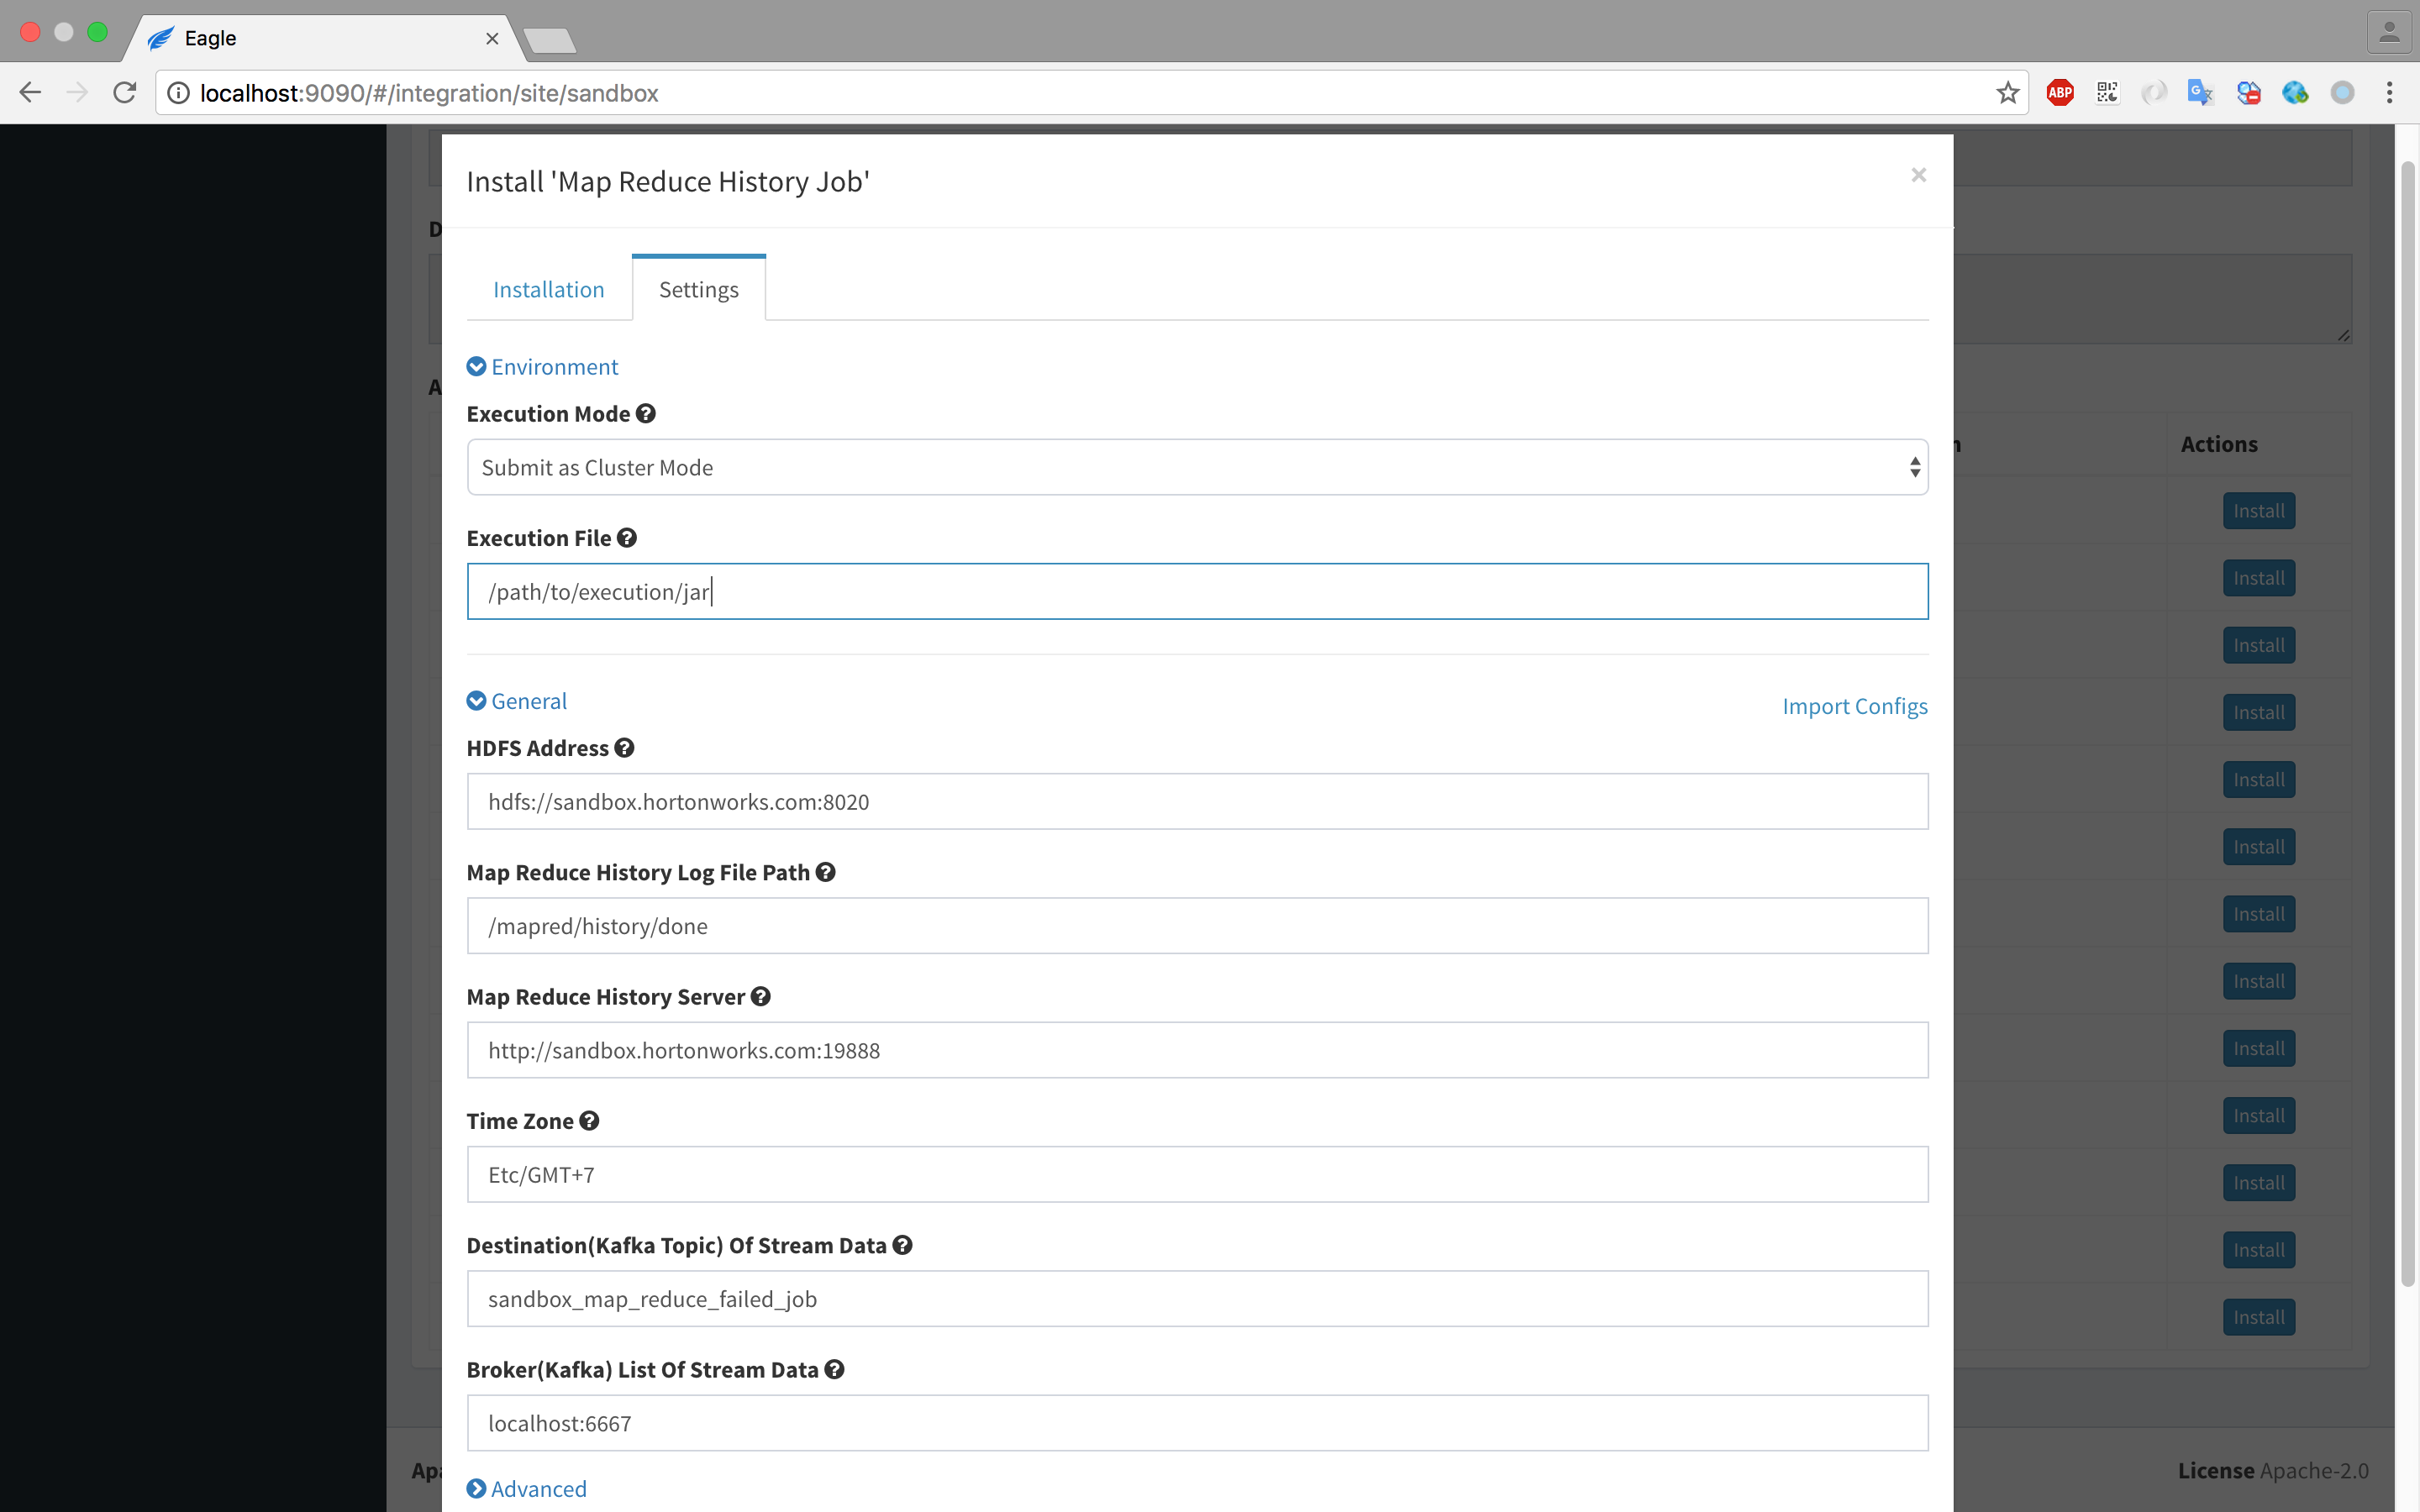 Eagle
localhost:9090/#/integration/site/sandbox
ABP
Install 'Map Reduce History Job'
×
Installation
Settings
Environment
Execution Mode
Submit as Cluster Mode
Execution File
/path/to/execution/jar
General
Import Configs
HDFS Address
hdfs://sandbox.hortonworks.com:8020
Map Reduce History Log File Path
/mapred/history/done
Map Reduce History Server
http://sandbox.hortonworks.com:19888
Time Zone
Etc/GMT+7
Destination(Kafka Topic) Of Stream Data
sandbox_map_reduce_failed_job
Broker(Kafka) List Of Stream Data
localhost:6667
Advanced
Actions
Install
Install
Install
Install
Install
Install
Install
Install
Install
Install
Install
Install
Install
License Apache-2.0